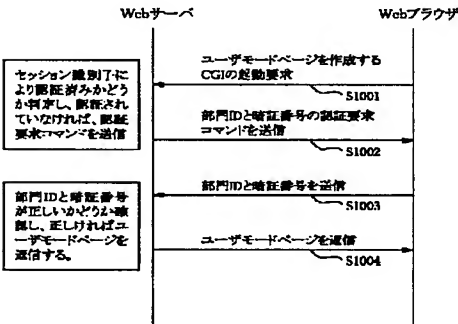 Webサーバ
Webブラウザ
ユーザモードページを作成する
CGIの起動要求
S1001
セッション識別子に
より認証済みかどう
か判定し、認証され
ていなければ、認証
要求コマンドを送信
部門IDと暗証番号の認証要求
コマンドを送信
S1002
部門IDと暗証番号を送信
S1003
部門IDと暗証番号
が正しいかどうか確
認し、正しければユ
ーザモードページを
返信する。
ユーザモードページを返信
S1004